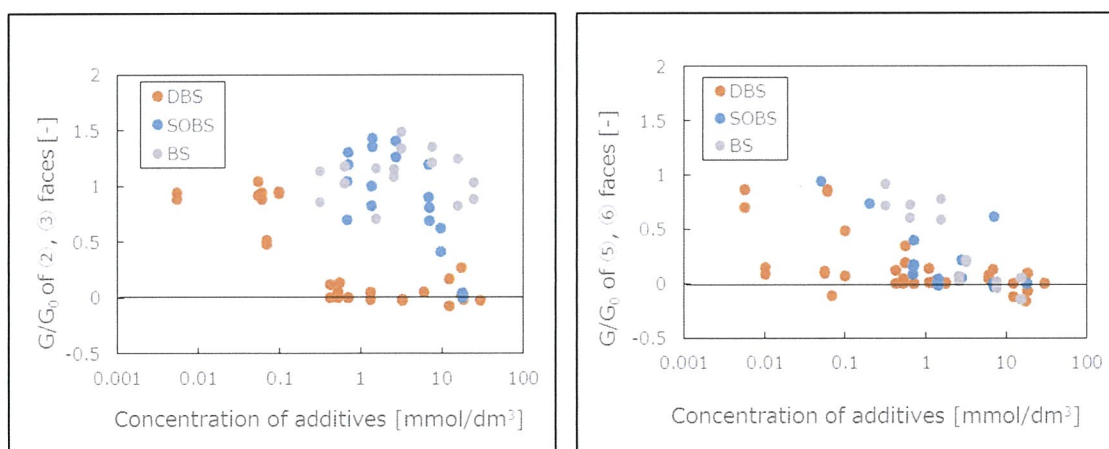 2
1.5
1
0.5
0
-0.5
DBS
SOBS
BS
G/G₀ of (2), (3) faces [-]
0.001 0.01 0.1 1 10 100
Concentration of additives [mmol/dm³]
2
1.5
1
0.5
0
-0.5
DBS
SOBS
BS
G/G₀ of (5), (6) faces [-]
0.001 0.01 0.1 1 10 100
Concentration of additives [mmol/dm³]